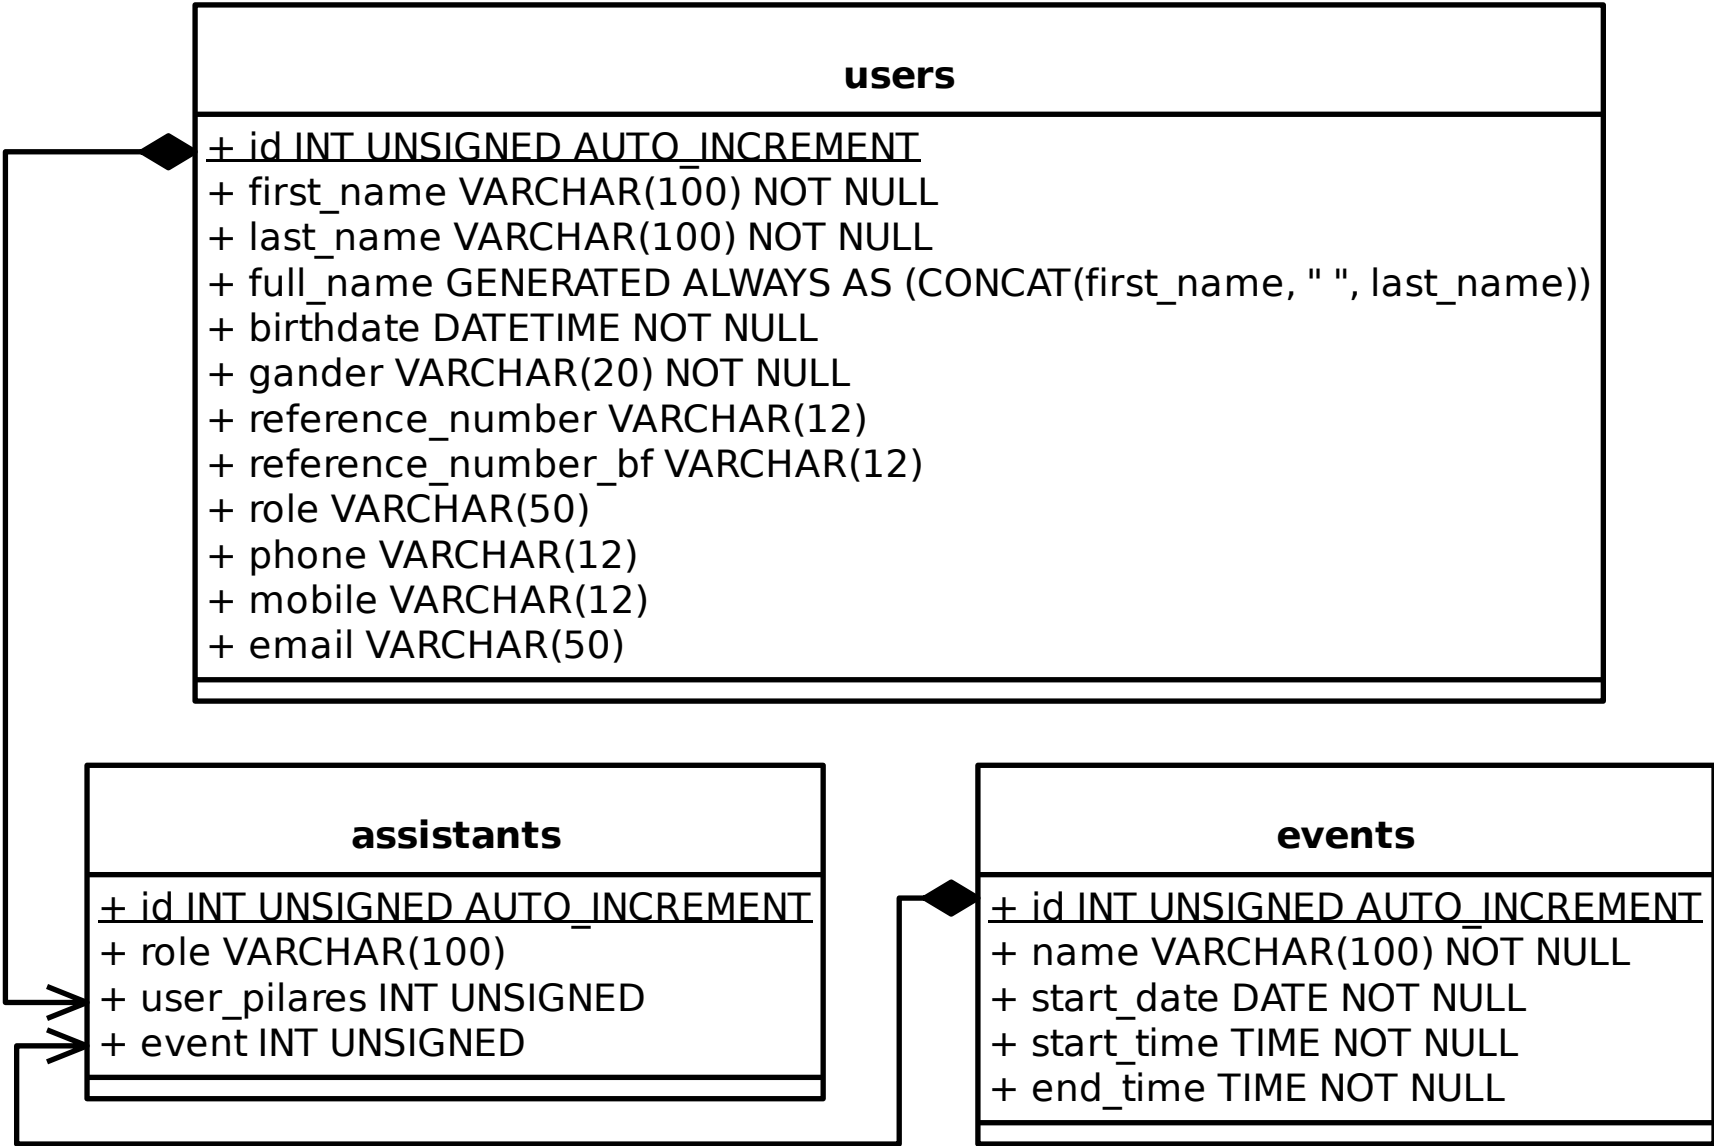 users
+ id INT UNSIGNED AUTO_INCREMENT
+ first_name VARCHAR(100) NOT NULL
+ last_name VARCHAR(100) NOT NULL
+ full_name GENERATED ALWAYS AS (CONCAT(first_name, " ", last_name))
+ birthdate DATETIME NOT NULL
+ gander VARCHAR(20) NOT NULL
+ reference_number VARCHAR(12)
+ reference_number_bf VARCHAR(12)
+ role VARCHAR(50)
+ phone VARCHAR(12)
+ mobile VARCHAR(12)
+ email VARCHAR(50)
assistants
+ id INT UNSIGNED AUTO_INCREMENT
+ role VARCHAR(100)
+ user_pilares INT UNSIGNED
+ event INT UNSIGNED
events
+ id INT UNSIGNED AUTO_INCREMENT
+ name VARCHAR(100) NOT NULL
+ start_date DATE NOT NULL
+ start_time TIME NOT NULL
+ end_time TIME NOT NULL